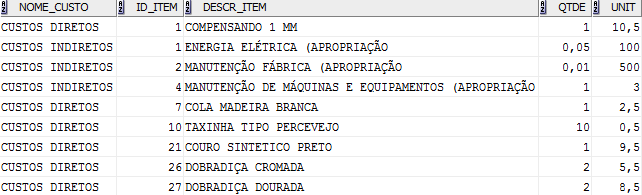 NOME_CUSTO ID_ITEM DESCR_ITEM QTDE UNIT
CUSTOS DIRETOS 1 COMPENSANDO 1 MM 1 10,5
CUSTOS INDIRETOS 1 ENERGIA ELÉTRICA (APROPRIAÇÃO 0,05 100
CUSTOS INDIRETOS 2 MANUTENÇÃO FÁBRICA (APROPRIAÇÃO 0,01 500
CUSTOS INDIRETOS 4 MANUTENÇÃO DE MÁQUINAS E EQUIPAMENTOS (APROPRIAÇÃO 1 3
CUSTOS DIRETOS 7 COLA MADEIRA BRANCA 1 2,5
CUSTOS DIRETOS 10 TAXINHA TIPO PERCEVEJO 10 0,5
CUSTOS DIRETOS 21 COURO SINTETICO PRETO 1 9,5
CUSTOS DIRETOS 26 DOBRADIÇA CROMADA 2 5,5
CUSTOS DIRETOS 27 DOBRADIÇA DOURADA 2 8,5